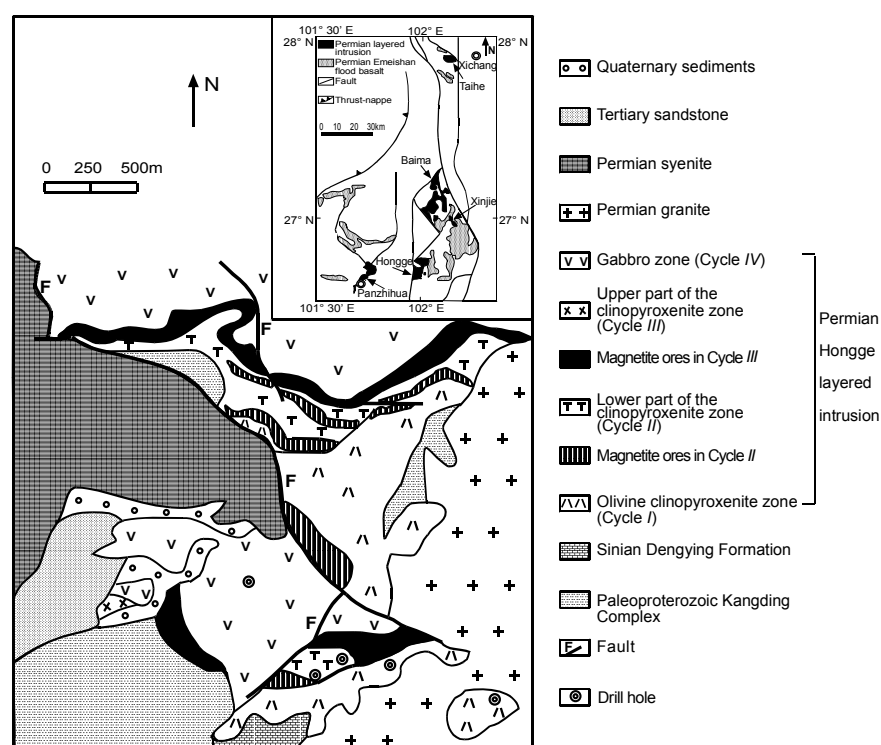 101° 30' E
102° E
28° N
28° N
N
Permian layered
intrusion
Permian Emeishan
flood basalt
Fault
Thrust-nappe
0 10 20 30km
Xichang
Taihe
Baima
Xinjie
27° N
27° N
Hongge
Panzhihua
101° 30' E
102° E
N
0 250 500m
F
F
F
F
Quaternary sediments
Tertiary sandstone
Permian syenite
Permian granite
Gabbro zone (Cycle IV)
Upper part of the
clinopyroxenite zone
(Cycle III)
Magnetite ores in Cycle III
Lower part of the
clinopyroxenite zone
(Cycle II)
Magnetite ores in Cycle II
Olivine clinopyroxenite zone
(Cycle I)
Permian
Hongge
layered
intrusion
Sinian Dengying Formation
Paleoproterozoic Kangding
Complex
F
Fault
Drill hole